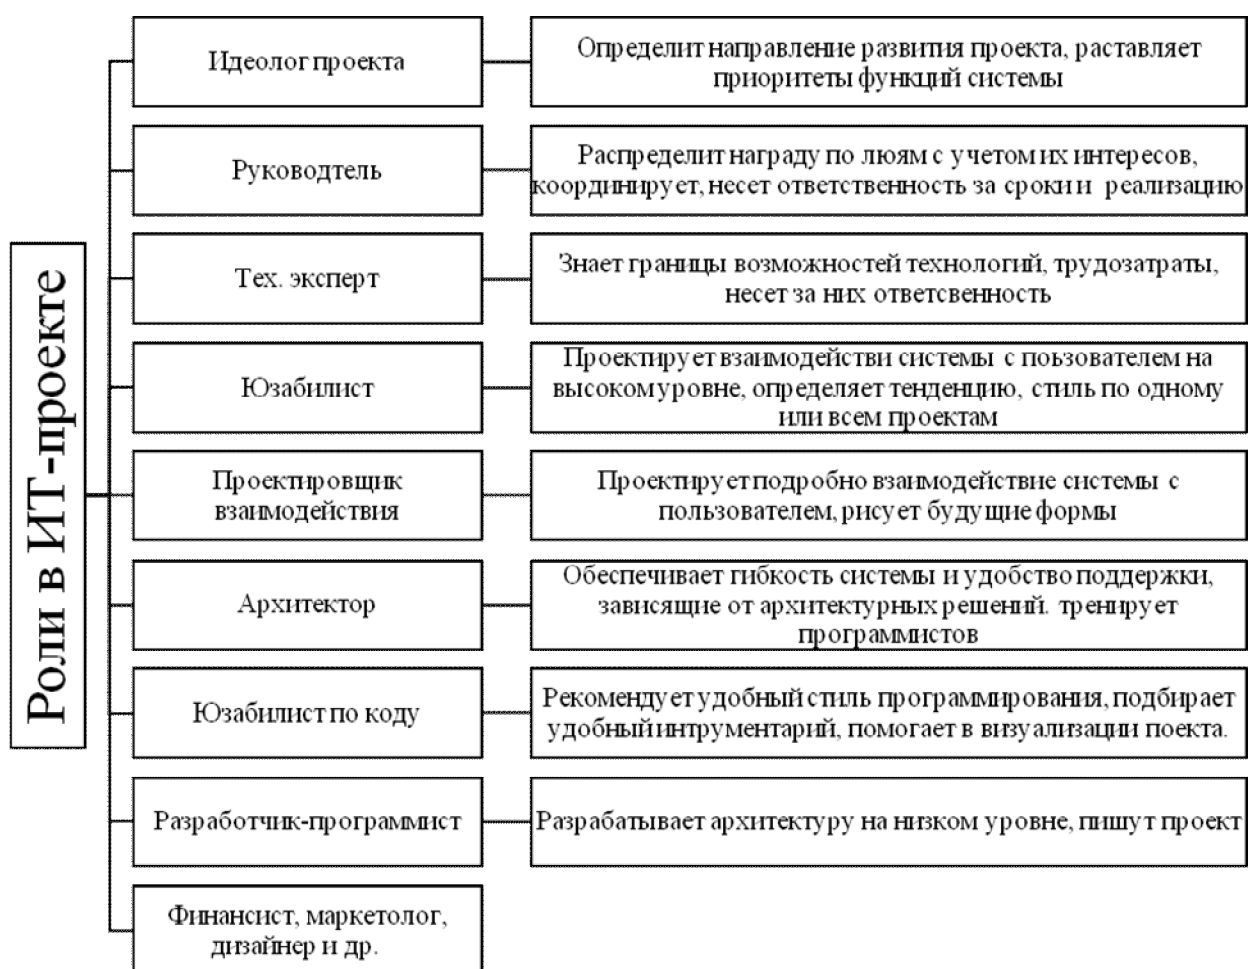 Роли в ИТ-проекте
Идеолог проекта
Определит направление развития проекта, раставляет
приоритеты функций системы
Руководтель
Распределит награду по люям с учетом их интересов,
координирует, несет ответственность за сроки и реализацию
Тех. эксперт
Знает границы возможностей технологий, трудозатраты,
несет за них ответсвенность
Юзабилист
Проектирует взаимодействи системы с поьзователем на
высоком уровне, определяет тенденцию, стиль по одному
или всем проектам
Проектировщик
взаимодействия
Проектирует подробно взаимодействие системы с
пользователем, рисует будущие формы
Архитектор
Обеспечивает гибкость системы и удобство поддержки,
зависящие от архитектурных решений. тренирует
программистов
Юзабилист по коду
Рекомендует удобный стиль программирования, подбирает
удобный интрументарий, помогает в визуализации поекта.
Разработчик-программист
Разрабатывает архитектуру на низком уровне, пишут проект
Финансист, маркетолог,
дизайнер и др.